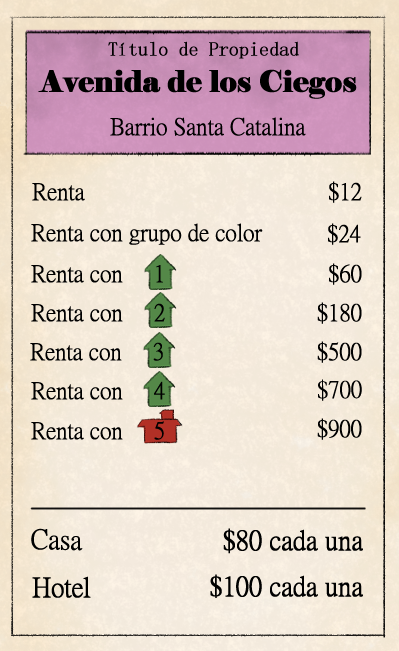 Título de Propiedad
Avenida de los Ciegos
Barrio Santa Catalina
Renta $12
Renta con grupo de color $24
Renta con 1 $60
Renta con 2 $180
Renta con 3 $500
Renta con 4 $700
Renta con 5 $900
Casa $80 cada una
Hotel $100 cada una